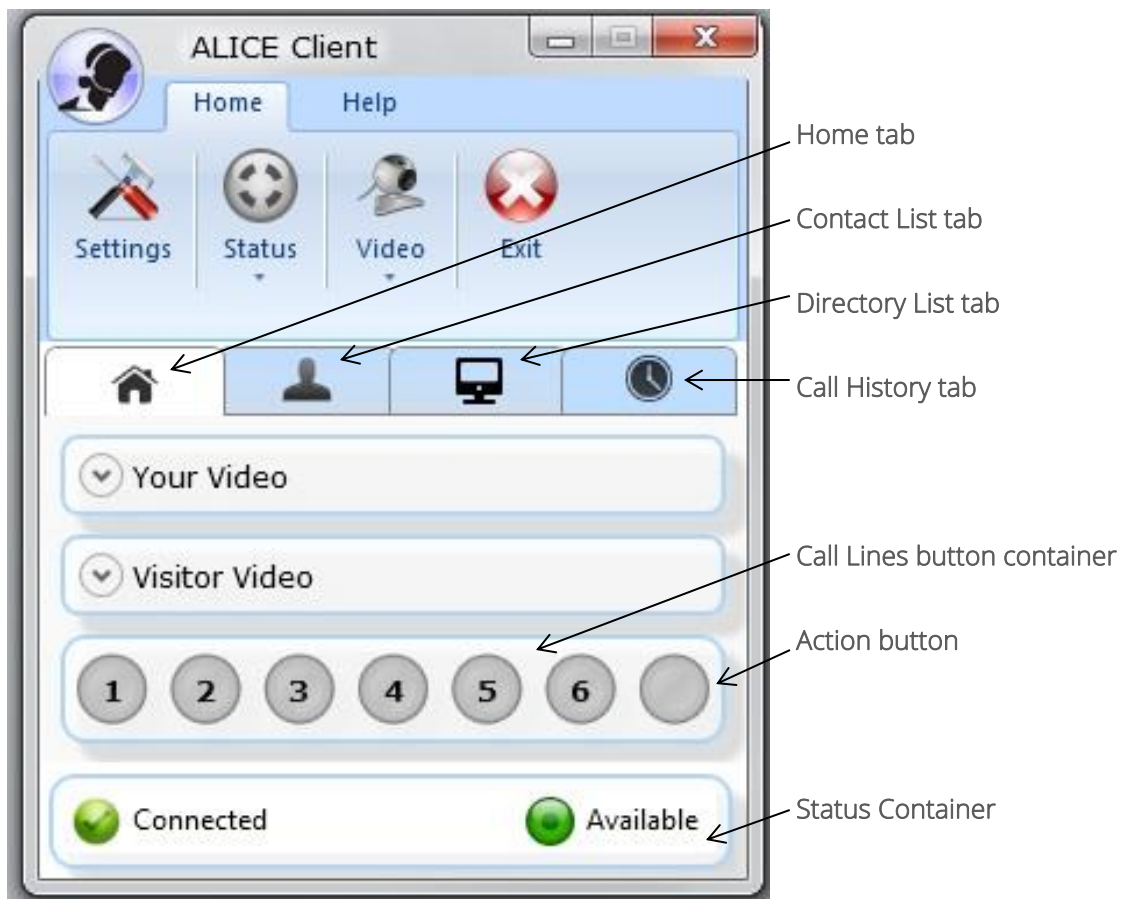 ALICE Client
Home Help
Home tab
Contact List tab
Settings Status Video Exit
Directory List tab
Call History tab
Your Video
Call Lines button container
Visitor Video
Action button
1 2 3 4 5 6
Status Container
Connected Available